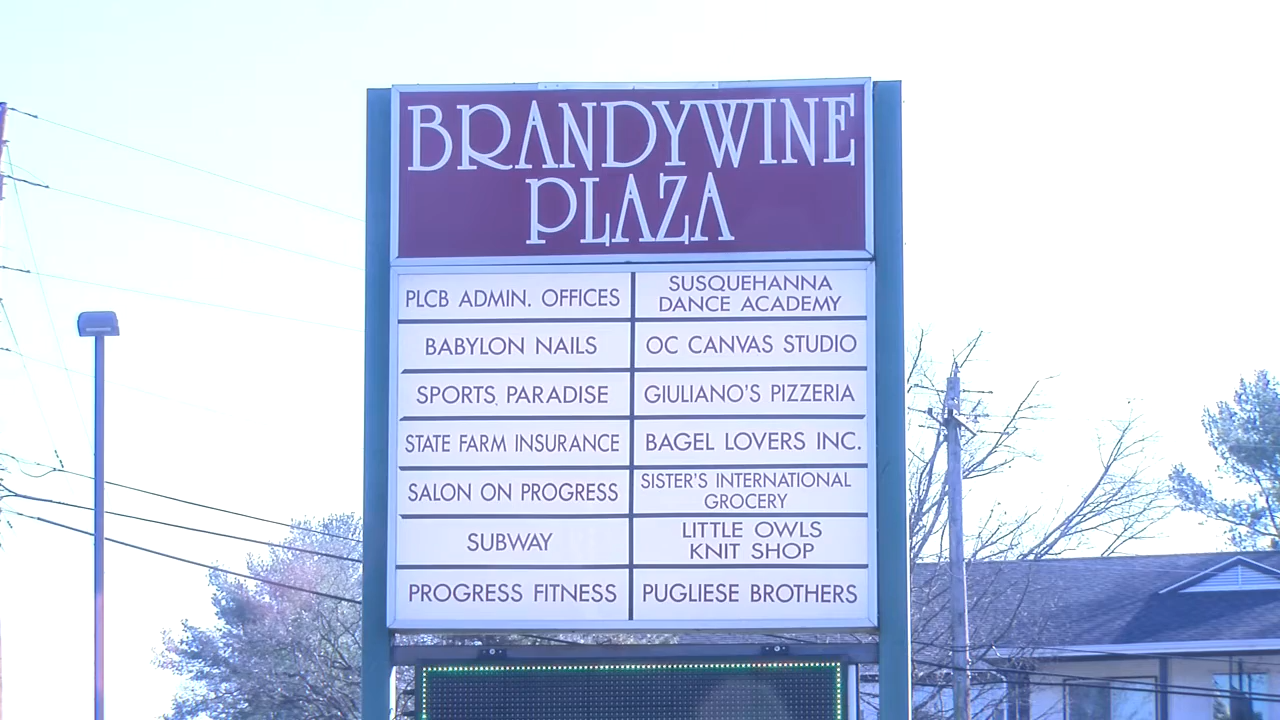 BRANDYWINE
PLAZA
PLCB ADMIN. OFFICES
SUSQUEHANNA
DANCE ACADEMY
BABYLON NAILS
OC CANVAS STUDIO
SPORTS PARADISE
GIULIANO'S PIZZERIA
STATE FARM INSURANCE
BAGEL LOVERS INC.
SALON ON PROGRESS
SISTER'S INTERNATIONAL
GROCERY
SUBWAY
LITTLE OWLS
KNIT SHOP
PROGRESS FITNESS
PUGLIESE BROTHERS